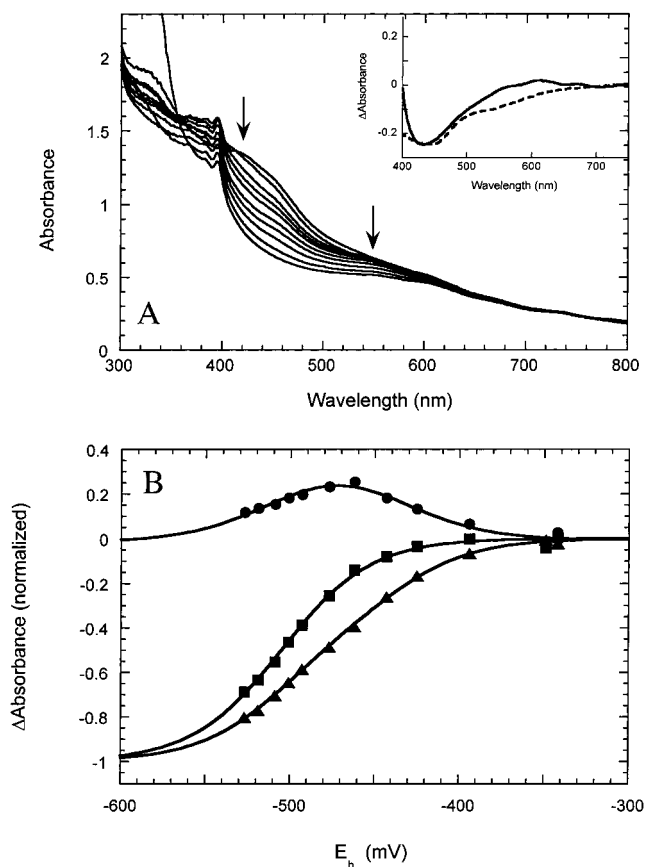 2
1.5
1
0.5
0
Absorbance
A
300 400 500 600 700 800
Wavelength (nm)
0.2
0
-0.2
ΔAbsorbance
400 500 600 700
Wavelength (nm)
B
0.4
0.2
0
-0.2
-0.4
-0.6
-0.8
-1
ΔAbsorbance (normalized)
-600 -500 -400 -300
E_h (mV)